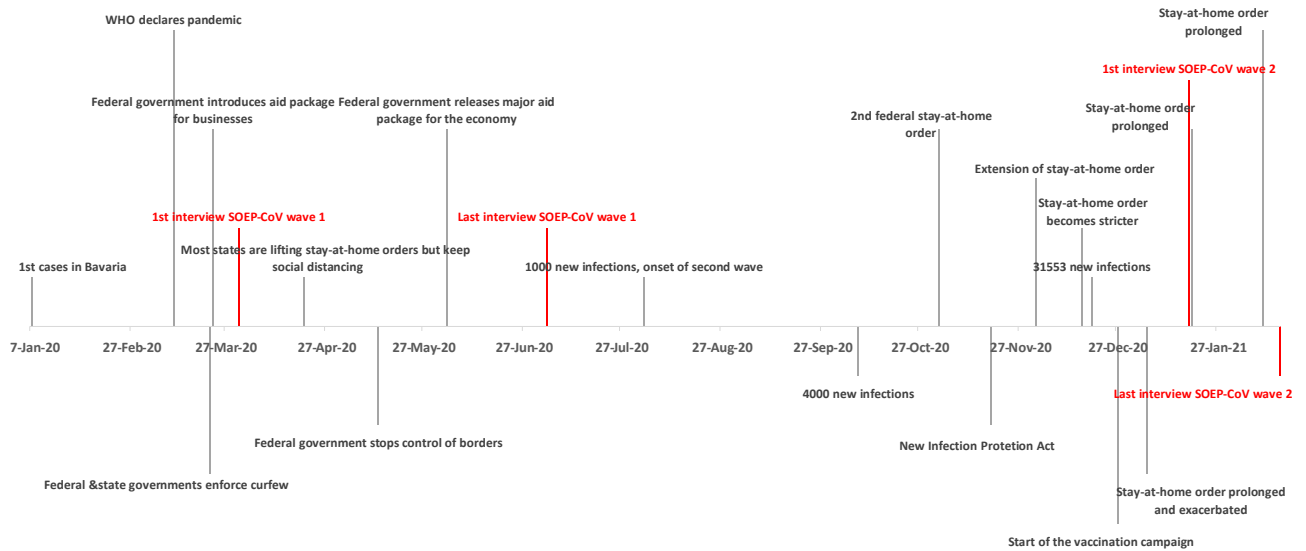 WHO declares pandemic
Stay-at-home order
prolonged
1st interview SOEP-CoV wave 2
Federal government introduces aid package
for businesses
Federal government releases major aid
package for the economy
2nd federal stay-at-home
order
Stay-at-home order
prolonged
Extension of stay-at-home order
Stay-at-home order
becomes stricter
1st interview SOEP-CoV wave 1
Last interview SOEP-CoV wave 1
Most states are lifting stay-at-home orders but keep
social distancing
1st cases in Bavaria
1000 new infections, onset of second wave
31553 new infections
7-Jan-20
27-Feb-20
27-Mar-20
27-Apr-20
27-May-20
27-Jun-20
27-Jul-20
27-Aug-20
27-Sep-20
27-Oct-20
27-Nov-20
27-Dec-20
27-Jan-21
4000 new infections
Last interview SOEP-CoV wave 2
Federal government stops control of borders
New Infection Protetion Act
Federal &state governments enforce curfew
Stay-at-home order prolonged
and exacerbated
Start of the vaccination campaign